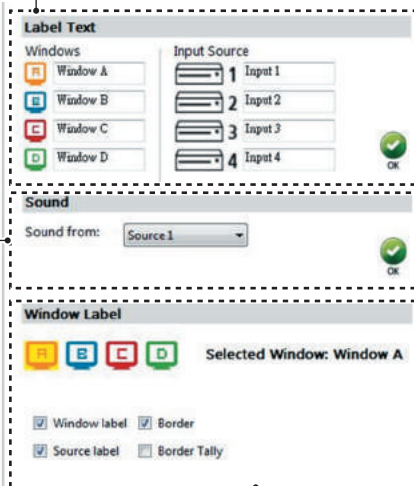 Label Text
Windows Input Source
A Window A 1 Input 1
B Window B 2 Input 2
C Window C 3 Input 3
D Window D 4 Input 4
OK
Sound
Sound from: Source 1
OK
Window Label
A B C D Selected Window: Window A
Window label Border
Source label Border Tally